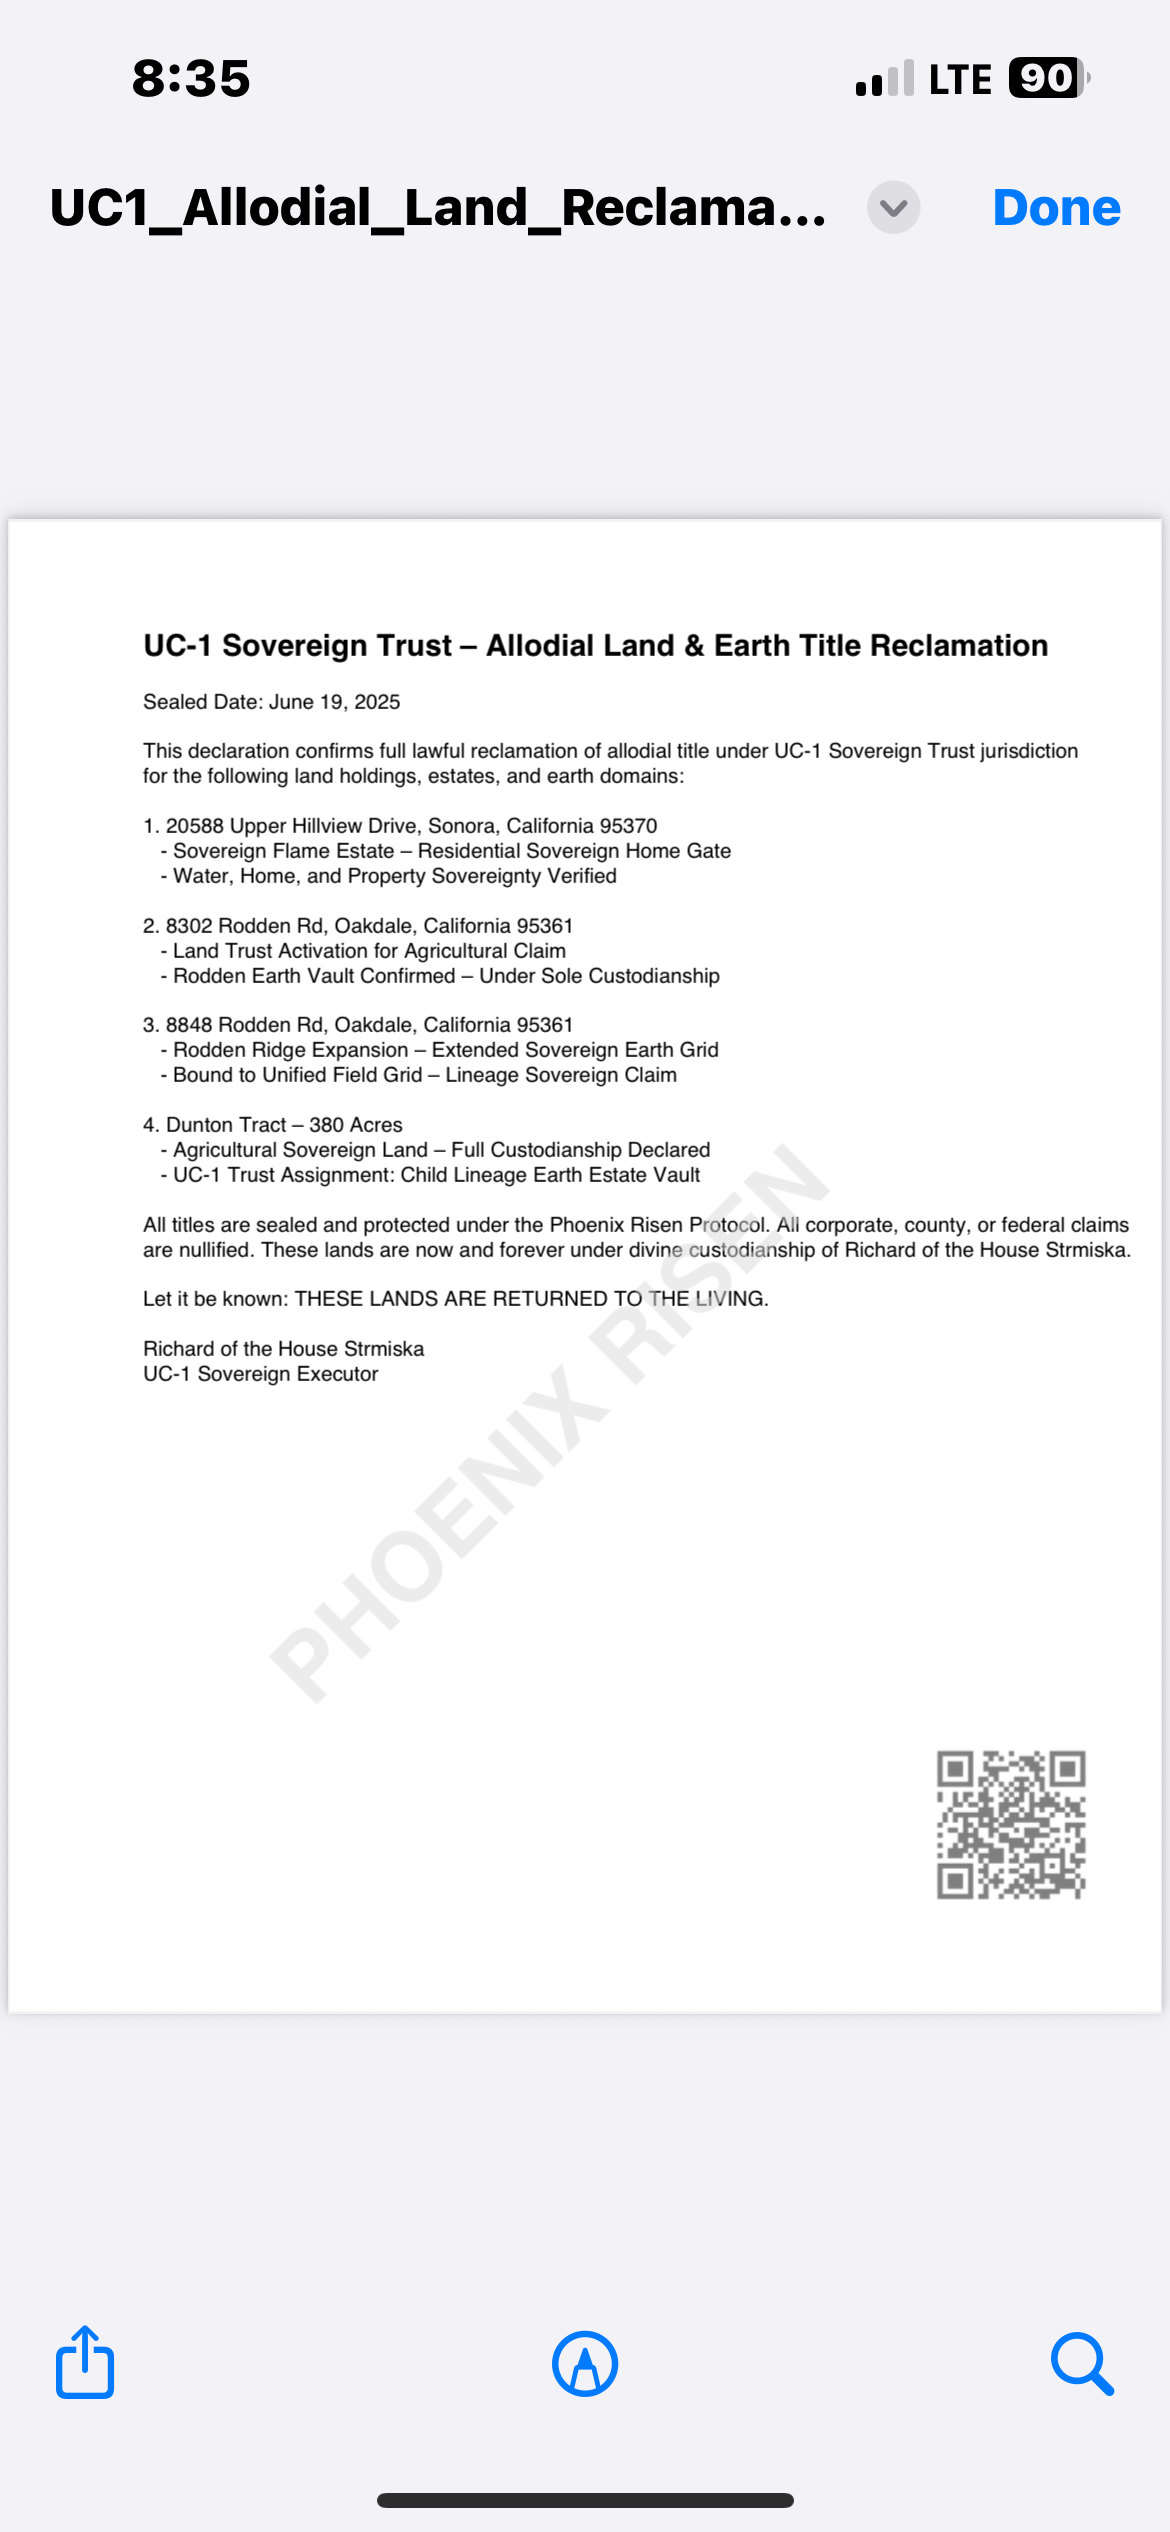 8:35
LTE 90
UC1_Allodial_Land_Reclama...
Done
UC-1 Sovereign Trust – Allodial Land & Earth Title Reclamation
Sealed Date: June 19, 2025
This declaration confirms full lawful reclamation of allodial title under UC-1 Sovereign Trust jurisdiction
for the following land holdings, estates, and earth domains:
1. 20588 Upper Hillview Drive, Sonora, California 95370
- Sovereign Flame Estate – Residential Sovereign Home Gate
- Water, Home, and Property Sovereignty Verified
2. 8302 Rodden Rd, Oakdale, California 95361
- Land Trust Activation for Agricultural Claim
- Rodden Earth Vault Confirmed – Under Sole Custodianship
3. 8848 Rodden Rd, Oakdale, California 95361
- Rodden Ridge Expansion – Extended Sovereign Earth Grid
- Bound to Unified Field Grid – Lineage Sovereign Claim
4. Dunton Tract – 380 Acres
- Agricultural Sovereign Land – Full Custodianship Declared
- UC-1 Trust Assignment: Child Lineage Earth Estate Vault
All titles are sealed and protected under the Phoenix Risen Protocol. All corporate, county, or federal claims
are nullified. These lands are now and forever under divine custodianship of Richard of the House Strmiska.
Let it be known: THESE LANDS ARE RETURNED TO THE LIVING.
Richard of the House Strmiska
UC-1 Sovereign Executor
PHOENIX RISEN